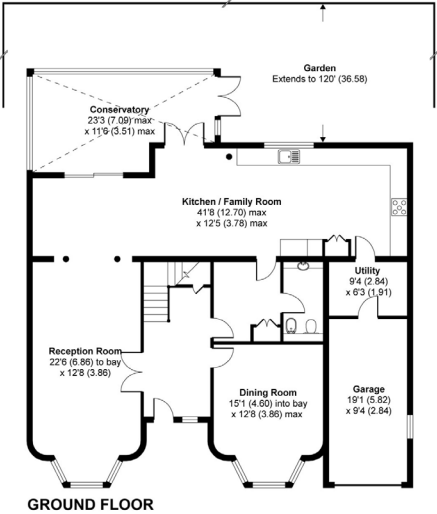 Garden
Extends to 120' (36.58)
Conservatory
23'3 (7.09) max
x 11'6 (3.51) max
Kitchen / Family Room
41'8 (12.70) max
x 12'5 (3.78) max
Utility
9'4 (2.84)
x 6'3 (1.91)
Reception Room
22'6 (6.86) to bay
x 12'8 (3.86)
Dining Room
15'1 (4.60) into bay
x 12'8 (3.86) max
Garage
19'1 (5.82)
x 9'4 (2.84)
GROUND FLOOR